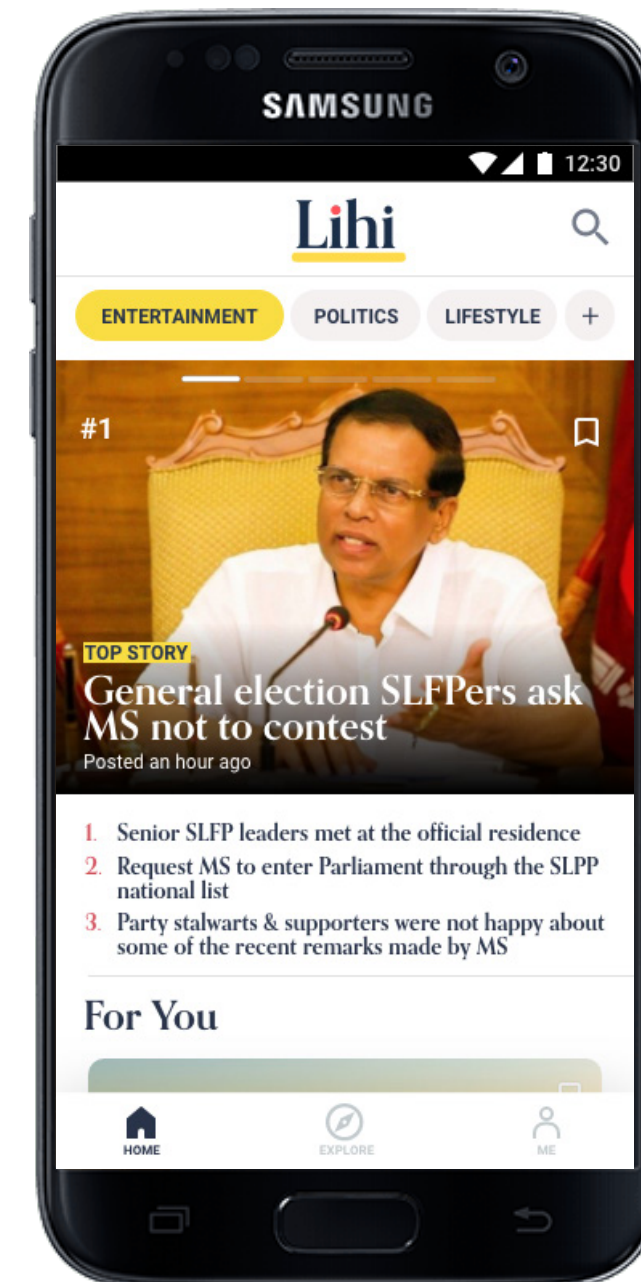 SAMSUNG
12:30
Lihi
ENTERTAINMENT
POLITICS
LIFESTYLE
+
#1
TOP STORY
General election SLFPers ask
MS not to contest
Posted an hour ago
1. Senior SLFP leaders met at the official residence
2. Request MS to enter Parliament through the SLPP
national list
3. Party stalwarts & supporters were not happy about
some of the recent remarks made by MS
For You
HOME
EXPLORE
ME